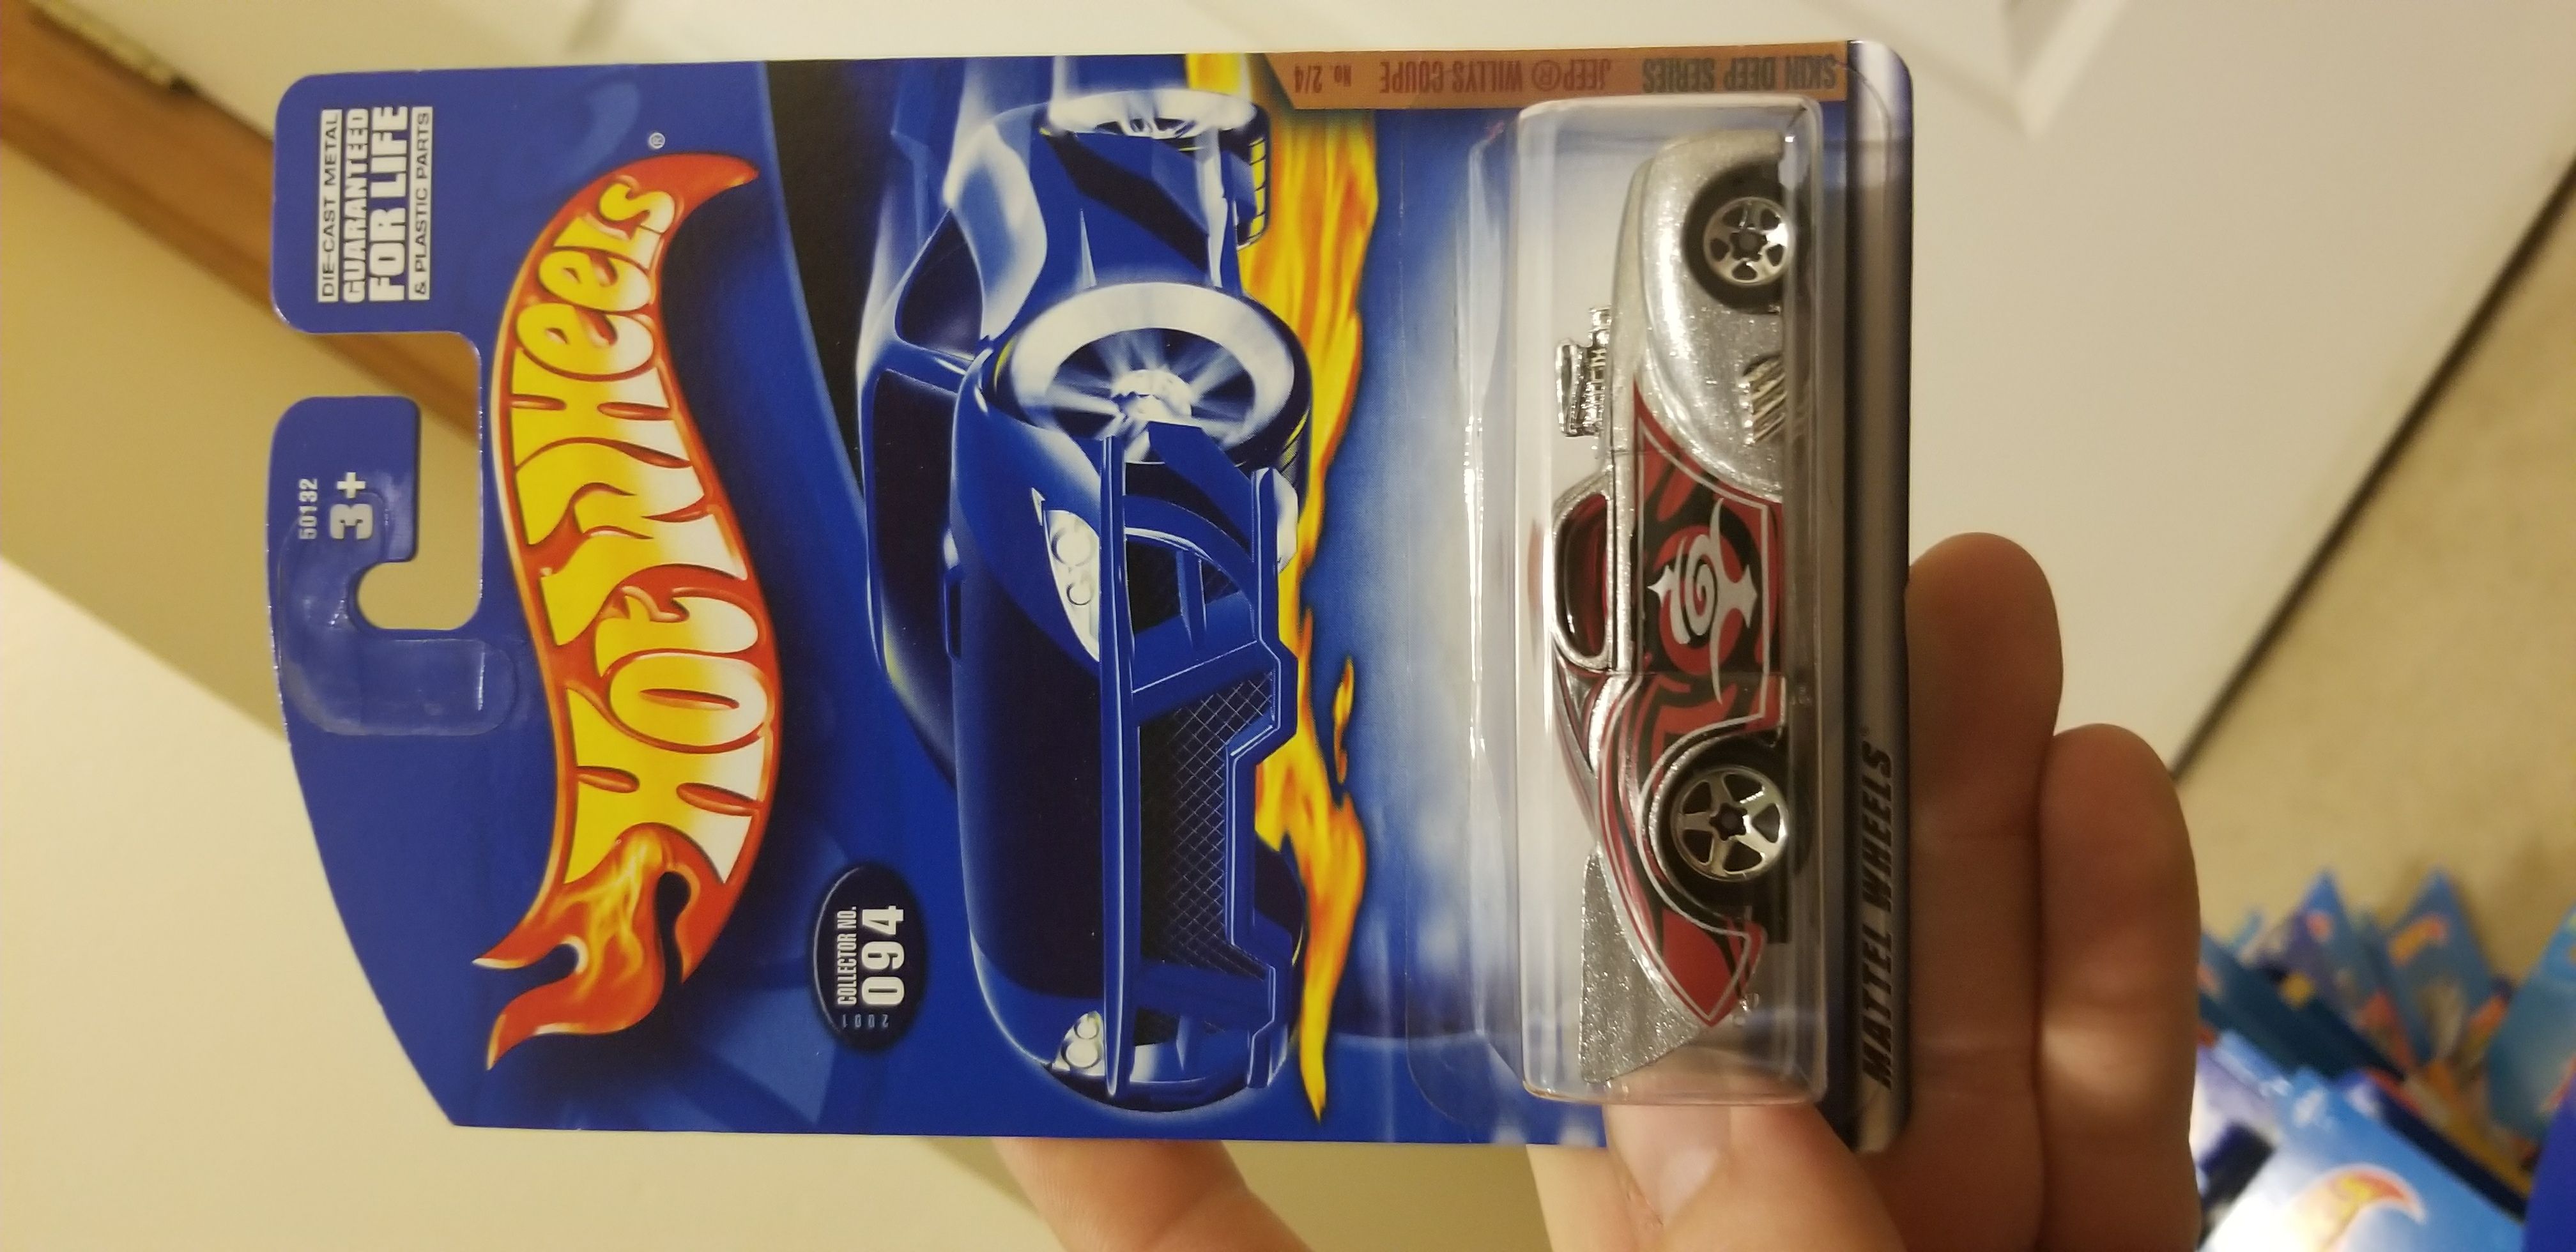 DIE-CAST METAL
GUARANTEED
FOR LIFE
& PLASTIC PARTS
50132
3+
Hot Wheels®
COLLECTOR NO.
2001 094
SKIN DEEP SERIES
JEEP® WILLYS COUPE No. 2/4
MATTEL WHEELS